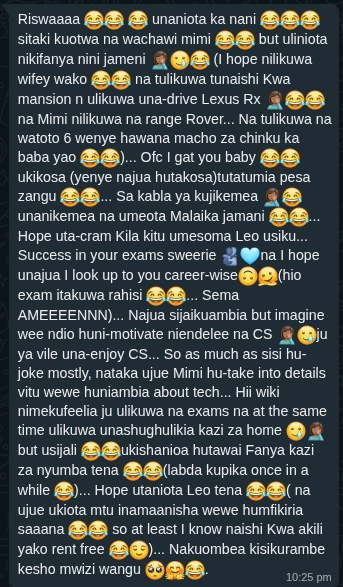 Riswaaaa 😂😂 😂 unaniota ka nani 😂😂😂
sitaki kuotwa na wachawi mimi 😂😂 but uliniota
nikifanya nini jameni 🤦🏽‍♀️🥲😂 (I hope nilikuwa
wifey wako 😂😂 na tulikuwa tunaishi Kwa
mansion n ulikuwa una-drive Lexus Rx 🤦🏽‍♀️😂😂
na Mimi nilikuwa na range Rover... Na tulikuwa na
watoto 6 wenye hawana macho za chinku ka
baba yao 😂😂)... Ofc I gat you baby 😂😂
ukikosa (yenye najua hutakosa)tutatumia pesa
zangu 😂😂... Sa kabla ya kujikemea 🤦🏽‍♀️😂
unanikemea na umeota Malaika jamani 😂😂...
Hope uta-cram Kila kitu umesoma Leo usiku...
Success in your exams sweerie 🫂🩵na I hope
unajua I look up to you career-wise🙃🫠(hio
exam itakuwa rahisi 😂😂... Sema
AMEEEENNN)... Najua sijaikuambia but imagine
wee ndio huni-motivate niendelee na CS 🤦🏽‍♀️🥲ju
ya vile una-enjoy CS... So as much as sisi hu-
joke mostly, nataka ujue Mimi hu-take into details
vitu wewe huniambia about tech... Hii wiki
nimekufeelia ju ulikuwa na exams na at the same
time ulikuwa unashughulikia kazi za home 🥲🤦🏽‍♀️
but usijali 😂😂ukishanioa hutawai Fanya kazi
za nyumba tena 😂😂(labda kupika once in a
while 😂)... Hope utaniota Leo tena 😂😂( na
ujue ukiota mtu inamaanisha wewe humfikiria
saaana 😂😂 so at least I know naishi Kwa akili
yako rent free 😂😌)... Nakuombea kisikurambe
kesho mwizi wangu 🥺🤗😂.
10:25 pm